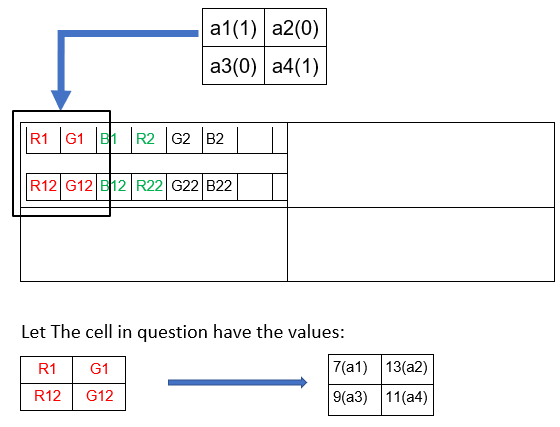 a1(1) a2(0)
a3(0) a4(1)
R1 G1 B1 R2 G2 B2
R12 G12 B12 R22 G22 B22
Let The cell in question have the values:
R1 G1 7(a1) 13(a2)
R12 G12 9(a3) 11(a4)